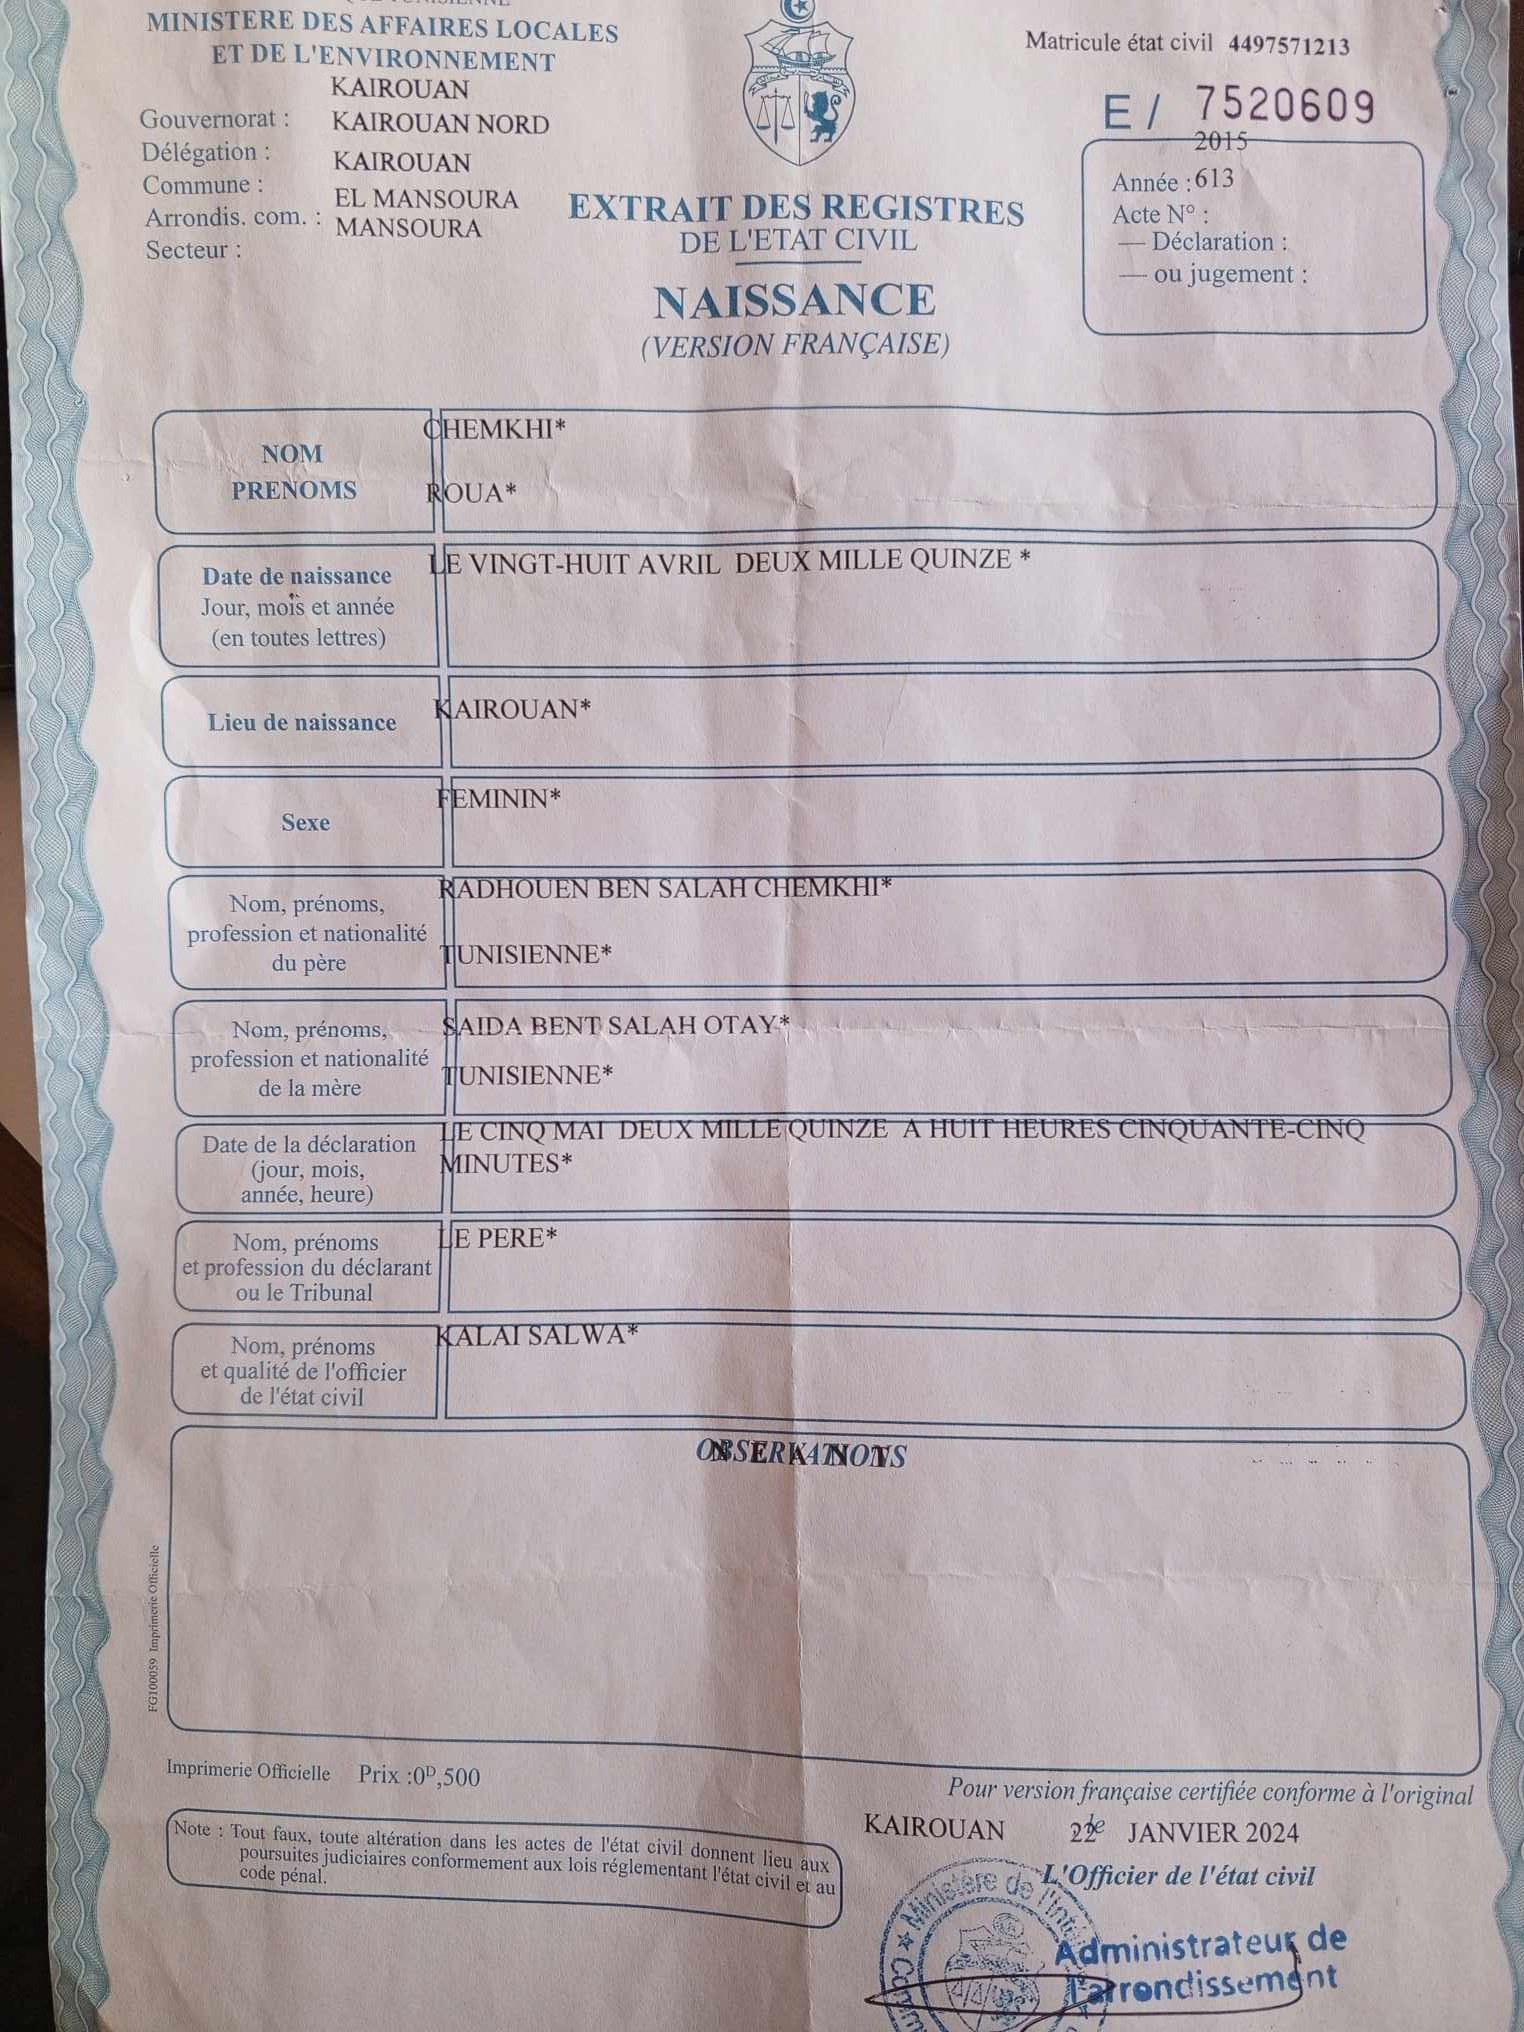 MINISTERE DES AFFAIRES LOCALES
ET DE L'ENVIRONNEMENT
KAIROUAN
Gouvernorat : KAIROUAN NORD
Délégation : KAIROUAN
Commune : EL MANSOURA
Arrondis. com. : MANSOURA
Secteur :
Matricule état civil 4497571213
E / 7520609
2015
Année : 613
Acte N° :
— Déclaration :
— ou jugement :
EXTRAIT DES REGISTRES
DE L'ETAT CIVIL
NAISSANCE
(VERSION FRANÇAISE)
NOM CHEMKHI*
PRENOMS ROUA*
Date de naissance LE VINGT-HUIT AVRIL DEUX MILLE QUINZE *
Jour, mois et année
(en toutes lettres)
Lieu de naissance KAIROUAN*
Sexe FEMININ*
Nom, prénoms, RADHOUEN BEN SALAH CHEMKHI*
profession et nationalité
du père TUNISIENNE*
Nom, prénoms, SAIDA BENT SALAH OTAY*
profession et nationalité TUNISIENNE*
de la mère
Date de la déclaration LE CINQ MAI DEUX MILLE QUINZE A HUIT HEURES CINQUANTE-CINQ
(jour, mois, MINUTES*
année, heure)
Nom, prénoms LE PERE*
et profession du déclarant
ou le Tribunal
Nom, prénoms KALAI SALWA*
et qualité de l'officier
de l'état civil
OBSERVATIONS
N E A N T
FG100059 Imprimerie Officielle
Imprimerie Officielle Prix :0ᴰ,500
Note : Tout faux, toute altération dans les actes de l'état civil donnent lieu aux
poursuites judiciaires conformement aux lois réglementant l'état civil et au
code pénal.
Pour version française certifiée conforme à l'original
KAIROUAN 22 le JANVIER 2024
L'Officier de l'état civil
Ministère de
Administrateur de
l'arrondissement